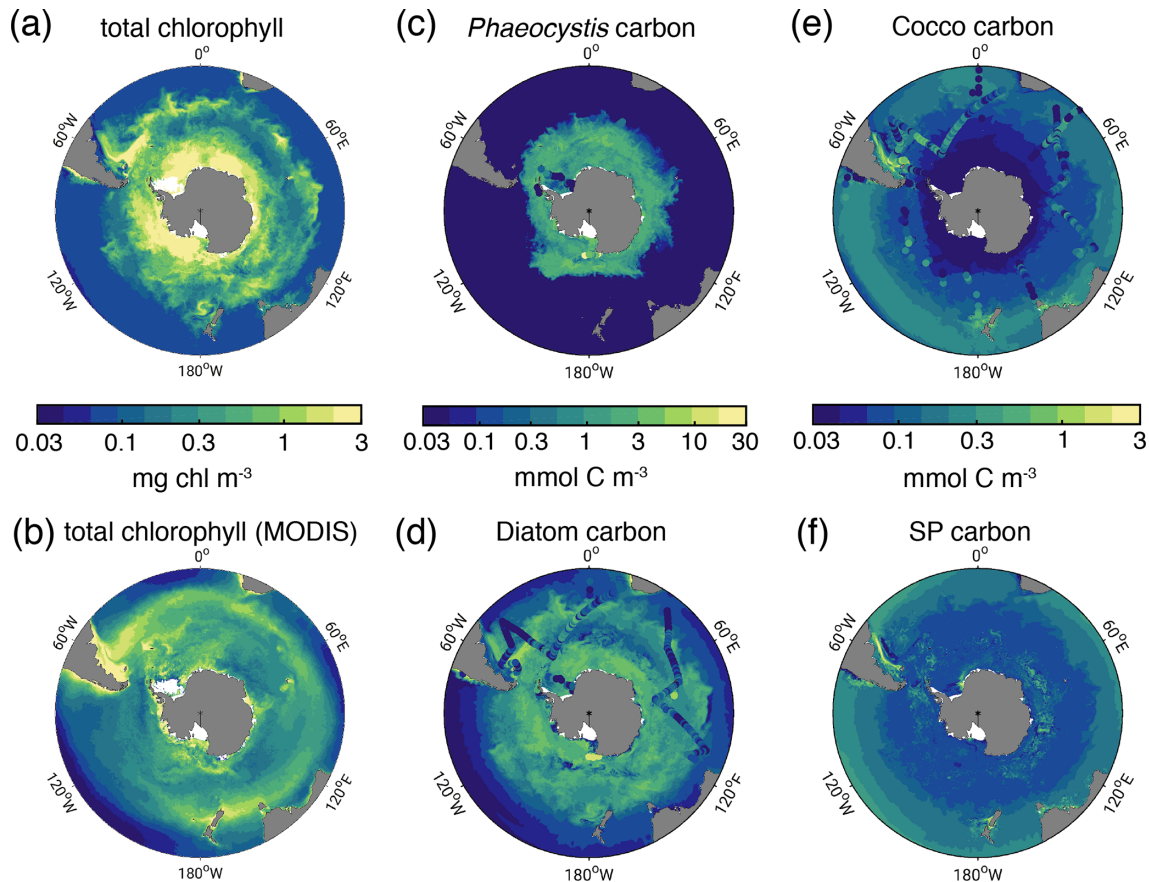 (a) total chlorophyll
0°
60°W
60°E
120°W
120°E
180°W
0.03 0.1 0.3 1 3
mg chl m-3
(c) Phaeocystis carbon
0°
60°W
60°E
120°W
120°E
180°W
0.03 0.1 0.3 1 3 10 30
mmol C m-3
(e) Cocco carbon
0°
60°W
60°E
120°W
120°E
180°W
0.03 0.1 0.3 1 3
mmol C m-3
(b) total chlorophyll (MODIS)
0°
60°W
60°E
120°W
120°E
180°W
(d) Diatom carbon
0°
60°W
60°E
120°W
120°F
180°W
(f) SP carbon
0°
60°W
60°E
120°W
120°E
180°W